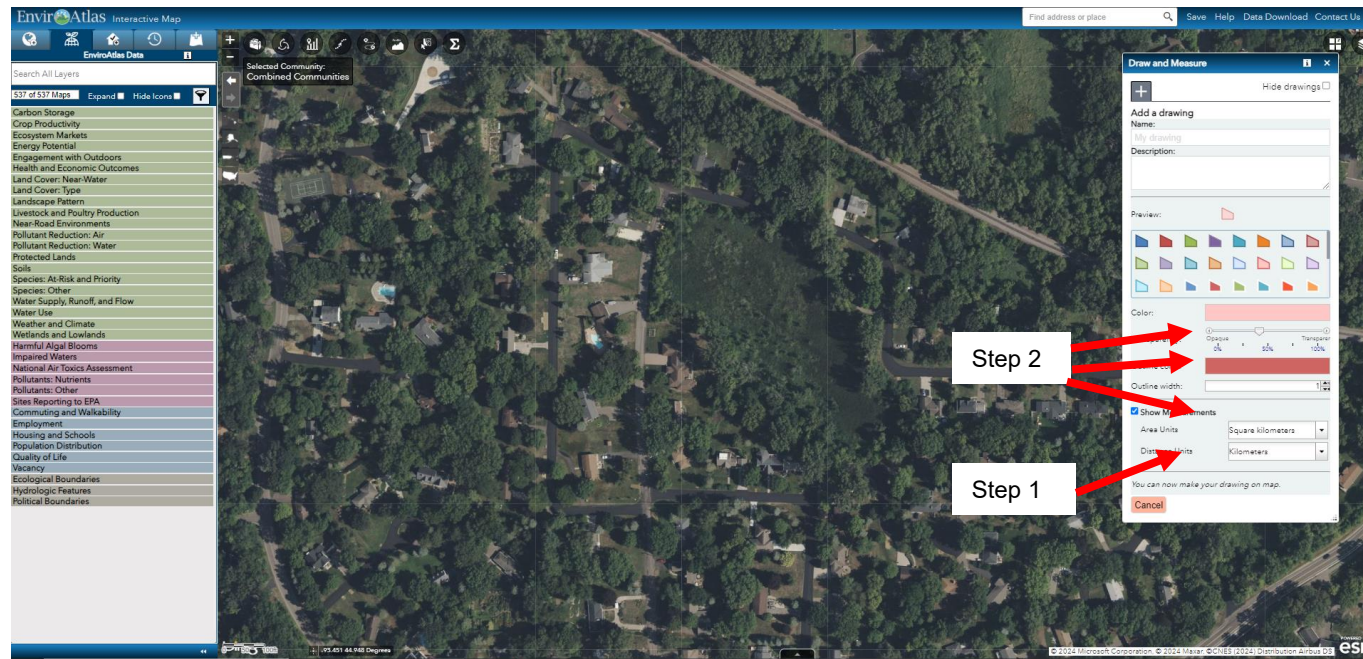 EnviroAtlas Interactive Map
Find address or place
Save Help Data Download Contact Us
EnviroAtlas Data
Search All Layers
537 of 537 Maps Expand Hide Icons
Carbon Storage
Crop Productivity
Ecosystem Markets
Energy Potential
Engagement with Outdoors
Health and Economic Outcomes
Land Cover: Near-Water
Land Cover: Type
Landscape Pattern
Livestock and Poultry Production
Near-Road Environments
Pollutant Reduction: Air
Pollutant Reduction: Water
Protected Lands
Soils
Species: At-Risk and Priority
Species: Other
Water Supply, Runoff, and Flow
Water Use
Weather and Climate
Wetlands and Lowlands
Harmful Algal Blooms
Impaired Waters
National Air Toxics Assessment
Pollutants: Nutrients
Pollutants: Other
Sites Reporting to EPA
Commuting and Walkability
Employment
Housing and Schools
Population Distribution
Quality of Life
Vacancy
Ecological Boundaries
Hydrologic Features
Political Boundaries
Selected Community:
Combined Communities
Draw and Measure
Hide drawings
Add a drawing
Name:
My drawing
Description:
Preview:
Color:
Opaque Transparer
0% 50% 100%
Outline width: 1
Show
Area Units Square kilometers
Units Kilometers
You can now make your drawing on map.
Cancel
Step 2
Step 1
-93.451 44.948 Degrees
© 2024 Microsoft Corporation, © 2024 Maxar, ©CNES (2024) Distribution Airbus DS
POWERED
es